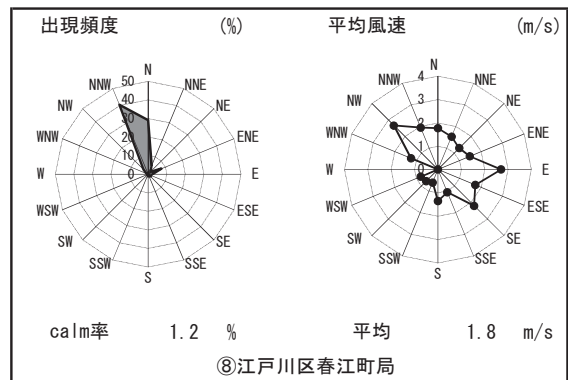 出現頻度 (%) 平均風速 (m/s)
N N
NNW NNE NNW NNE
NW NE NW NE
WNW ENE WNW ENE
W E W E
WSW ESE WSW ESE
SW SE SW SE
SSW SSE SSW SSE
S S
50 4
40 3
30 2
20 1
10 0
0
calm率 1.2 % 平均 1.8 m/s
⑧江戸川区春江町局